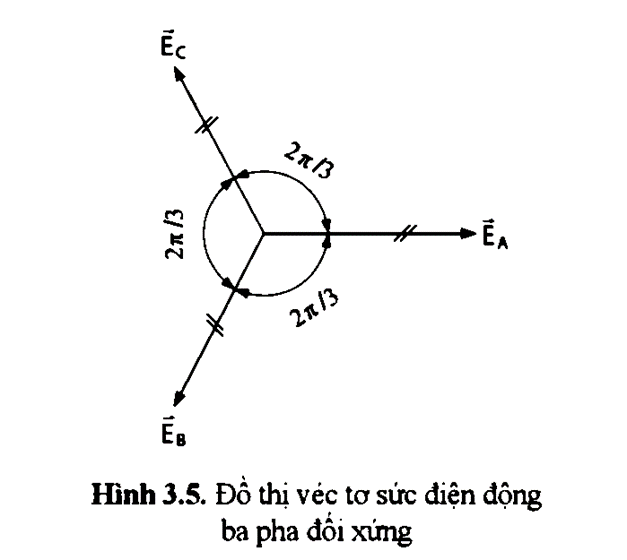 E⃗C
2π/3
2π/3
E⃗A
2π/3
E⃗B
Hình 3.5. Đồ thị véc tơ sức điện động
ba pha đối xứng